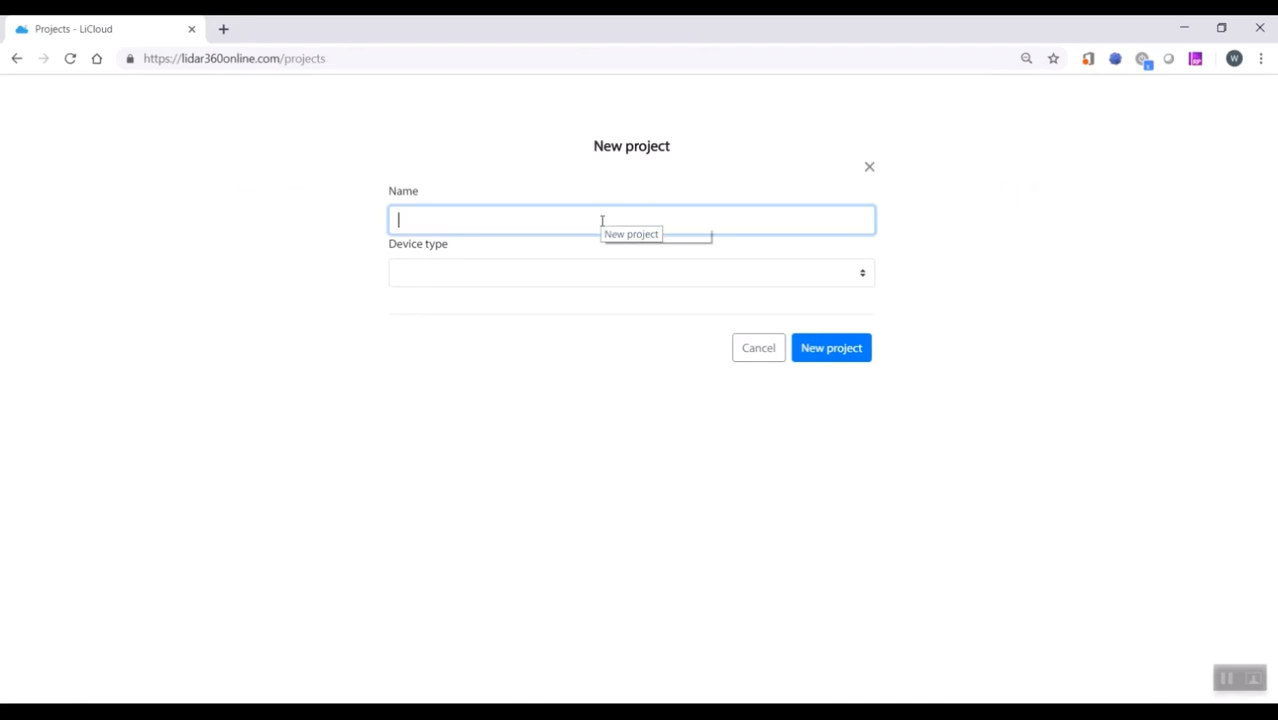 Projects - LiCloud
https://lidar360online.com/projects
W
New project
Name
New project
Device type
Cancel
New project